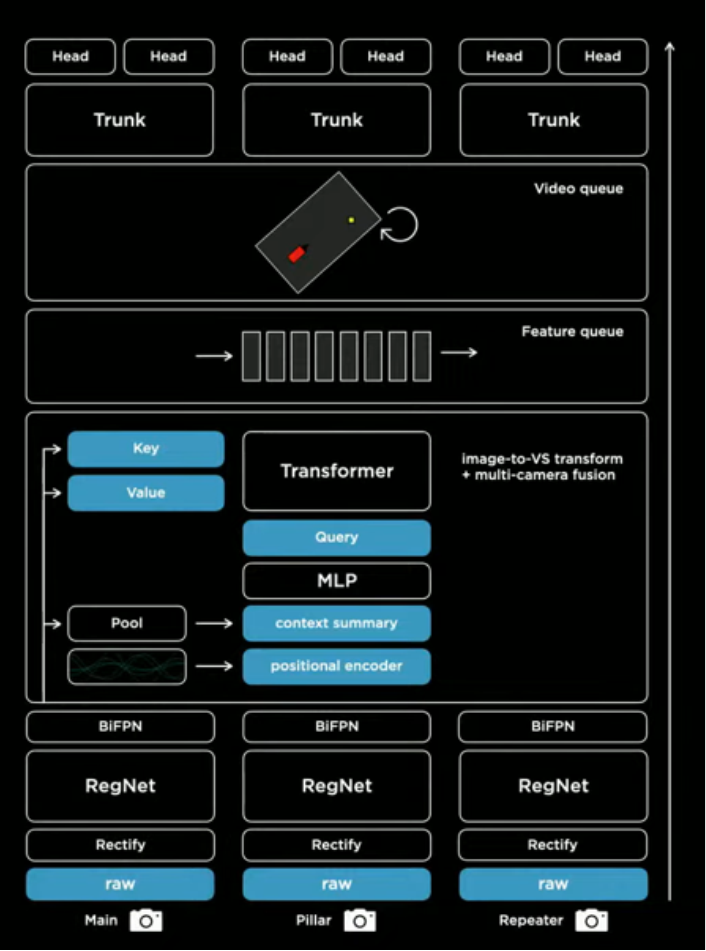 Head Head Head Head Head Head
Trunk Trunk Trunk
Video queue
Feature queue
Key
Value
Transformer
image-to-VS transform
+ multi-camera fusion
Query
MLP
Pool context summary
positional encoder
BiFPN BiFPN BiFPN
RegNet RegNet RegNet
Rectify Rectify Rectify
raw raw raw
Main Pillar Repeater